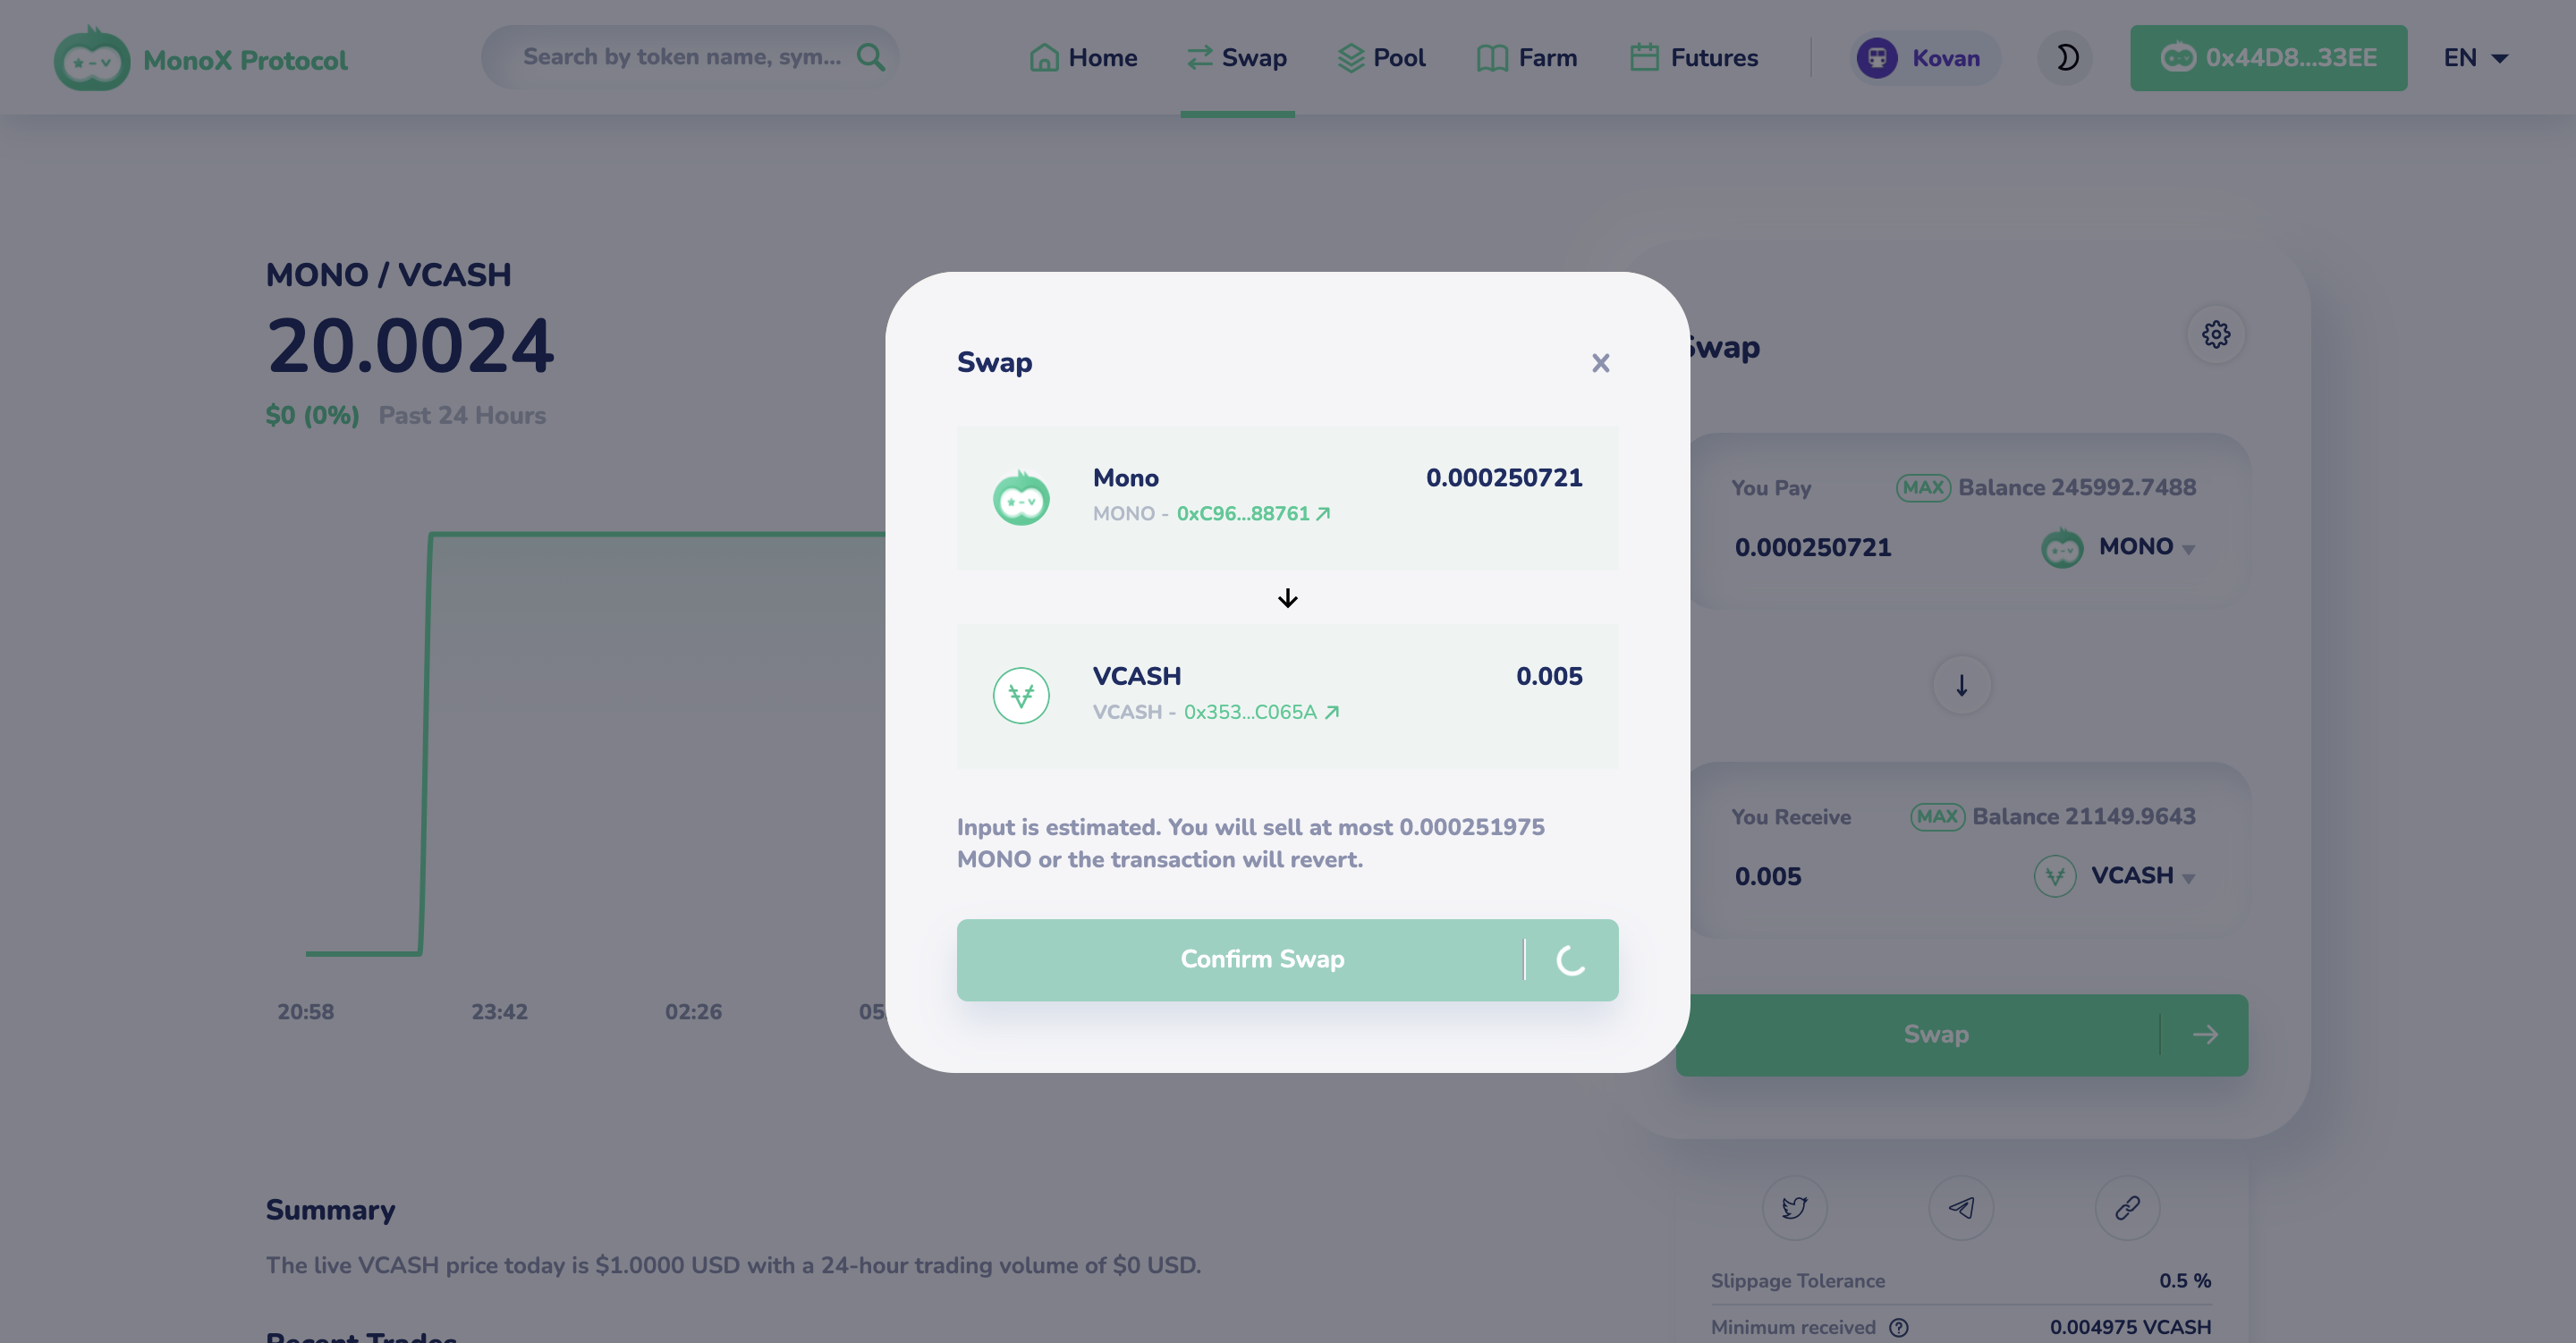 MonoX Protocol
Search by token name, sym...
Home
Swap
Pool
Farm
Futures
Kovan
0x44D8...33EE
EN
MONO / VCASH
20.0024
$0 (0%) Past 24 Hours
20:58
23:42
02:26
05
Summary
The live VCASH price today is $1.0000 USD with a 24-hour trading volume of $0 USD.
Recent Trades
Swap
X
Mono
0.000250721
MONO - 0xC96...88761
VCASH
0.005
VCASH - 0x353...C065A
Input is estimated. You will sell at most 0.000251975
MONO or the transaction will revert.
Confirm Swap
Swap
You Pay
MAX Balance 245992.7488
0.000250721
MONO
You Receive
MAX Balance 21149.9643
0.005
VCASH
Swap
Slippage Tolerance
0.5 %
Minimum received ?
0.004975 VCASH